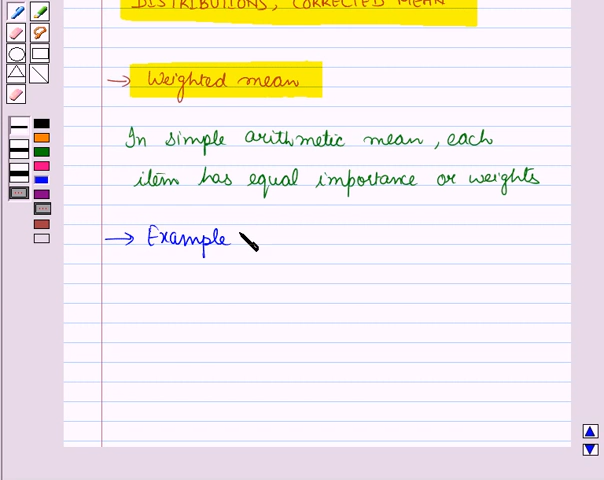 DISTRIBUTIONS, CORRECTED MEAN
→ Weighted mean
In simple arithmetic mean, each
item has equal importance or weights
→ Example